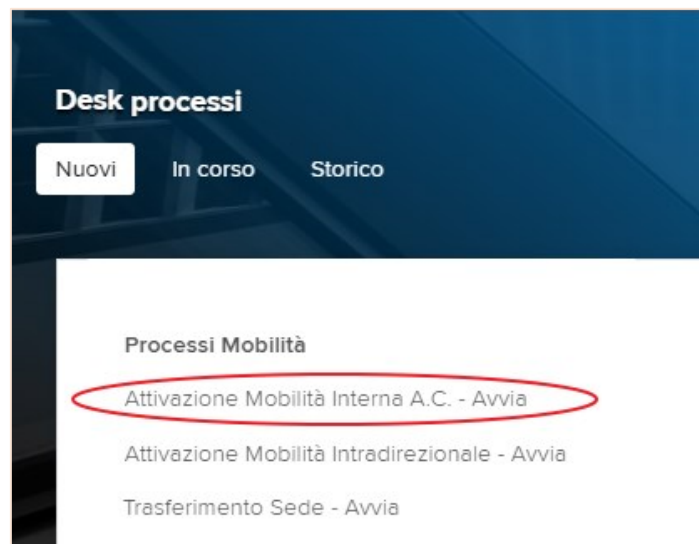 Desk processi
Nuovi In corso Storico
Processi Mobilità
Attivazione Mobilità Interna A.C. - Avvia
Attivazione Mobilità Intradirezionale - Avvia
Trasferimento Sede - Avvia